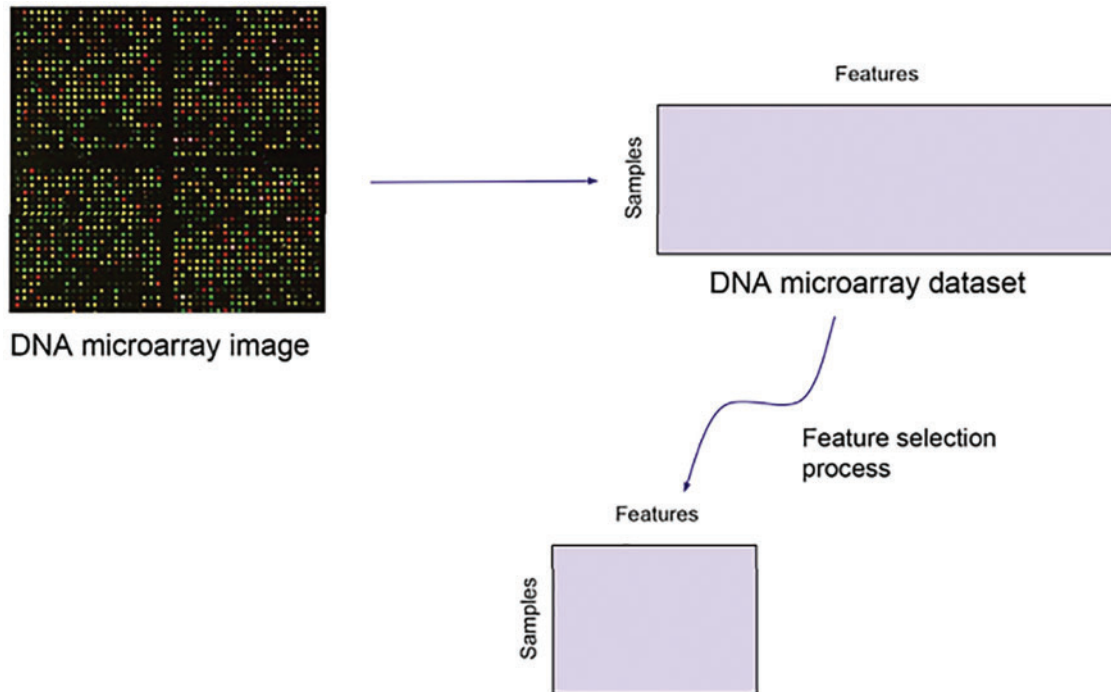 DNA microarray image
Features
Samples
DNA microarray dataset
Feature selection
process
Features
Samples